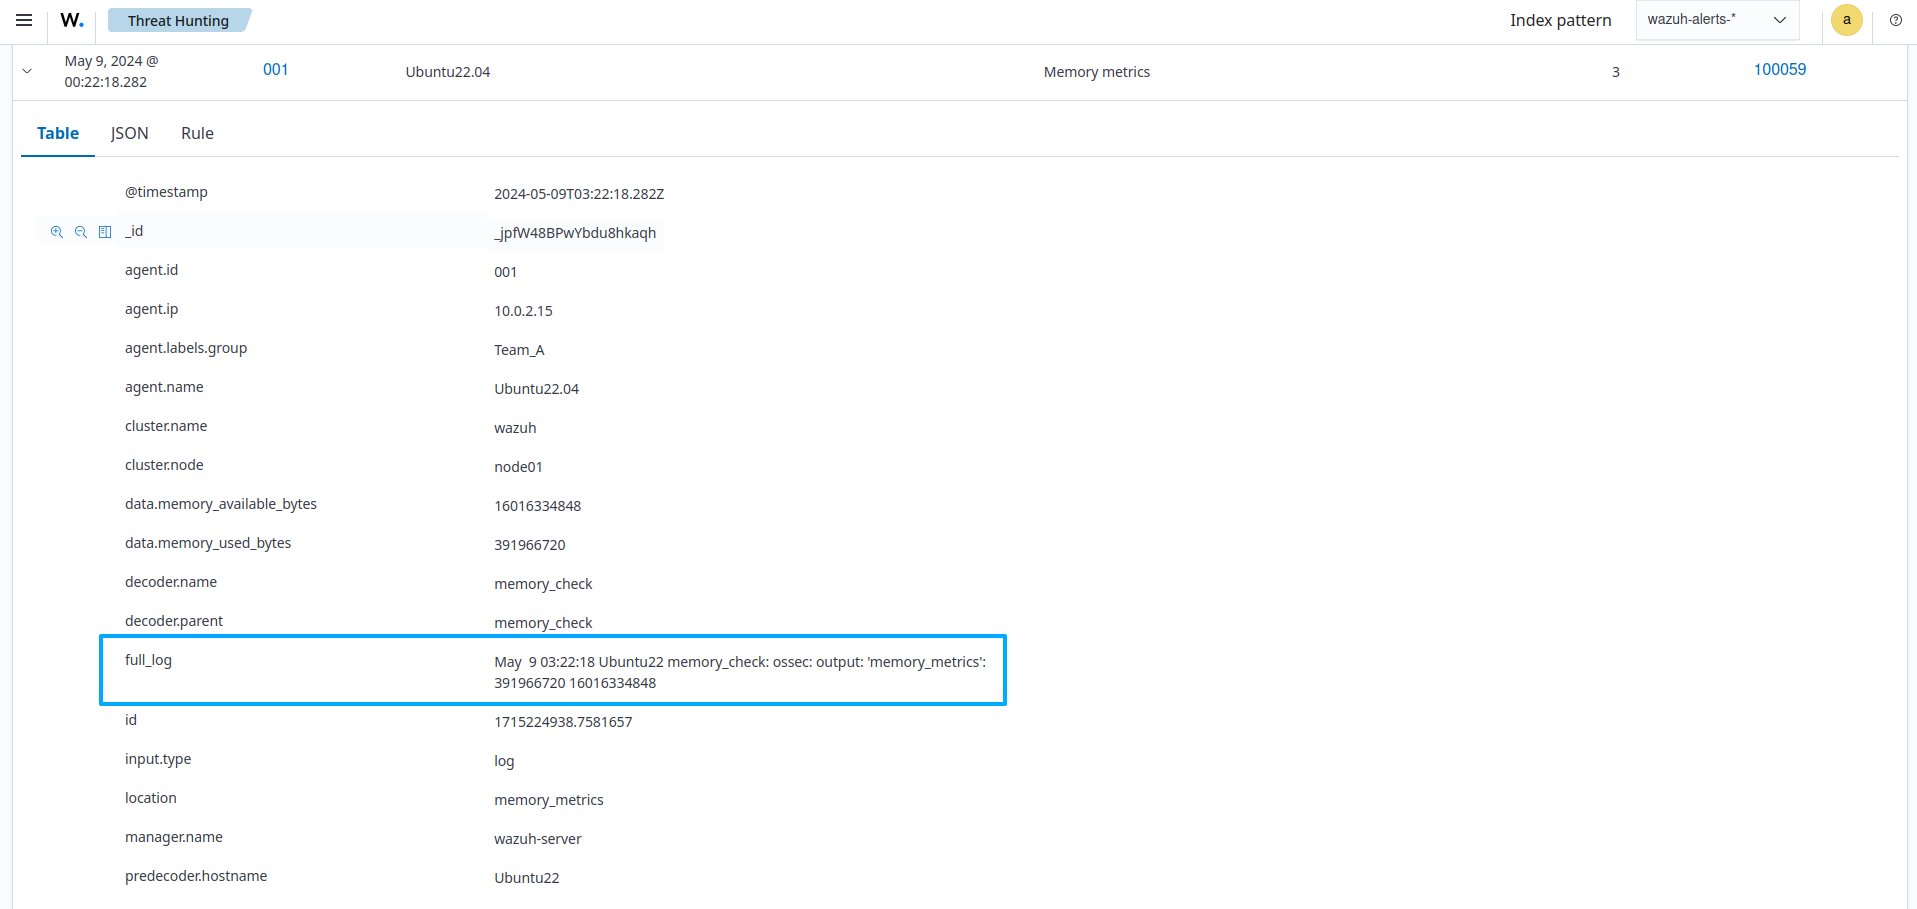 W. Threat Hunting Index pattern wazuh-alerts-* a
May 9, 2024 @
00:22:18.282
001 Ubuntu22.04 Memory metrics 3 100059
Table JSON Rule
@timestamp 2024-05-09T03:22:18.282Z
_id _jpfW48BPwYbdu8hkaqh
agent.id 001
agent.ip 10.0.2.15
agent.labels.group Team_A
agent.name Ubuntu22.04
cluster.name wazuh
cluster.node node01
data.memory_available_bytes 16016334848
data.memory_used_bytes 391966720
decoder.name memory_check
decoder.parent memory_check
full_log May  9 03:22:18 Ubuntu22 memory_check: ossec: output: 'memory_metrics':
391966720 16016334848
id 1715224938.7581657
input.type log
location memory_metrics
manager.name wazuh-server
predecoder.hostname Ubuntu22